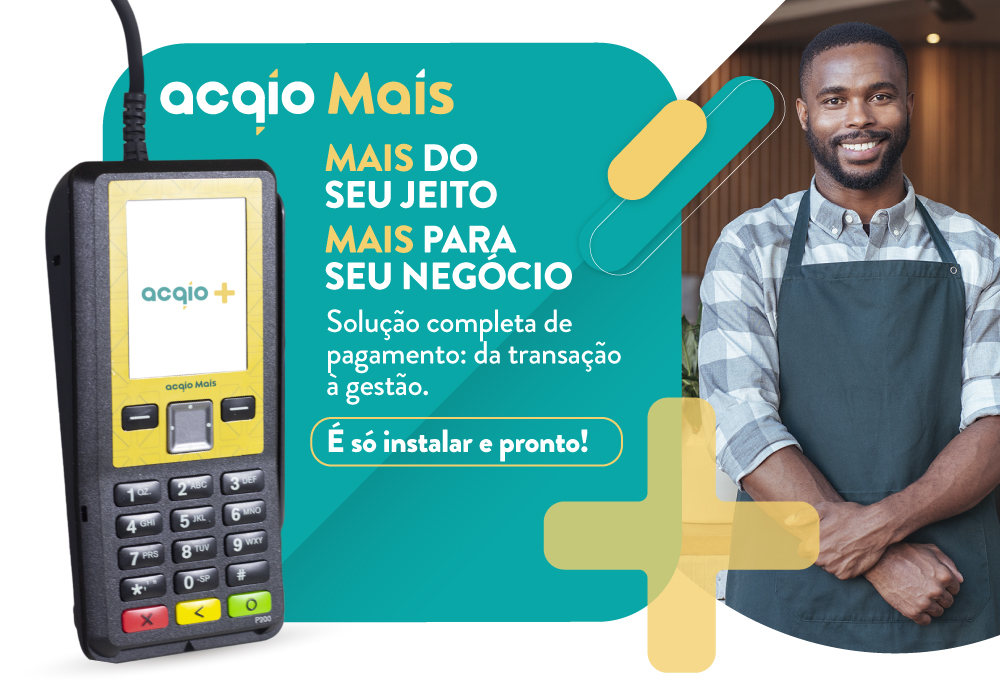 acqio Mais
MAIS DO
SEU JEITO
MAIS PARA
SEU NEGÓCIO
Solução completa de
pagamento: da transação
à gestão.
É só instalar e pronto!
acqio +
acqio Mais
1 QZ. 2 ABC 3 DEF
4 GHI 5 JKL 6 MNO
7 PRS 8 TUV 9 WXY
*," 0 -SP #
X < O
P200